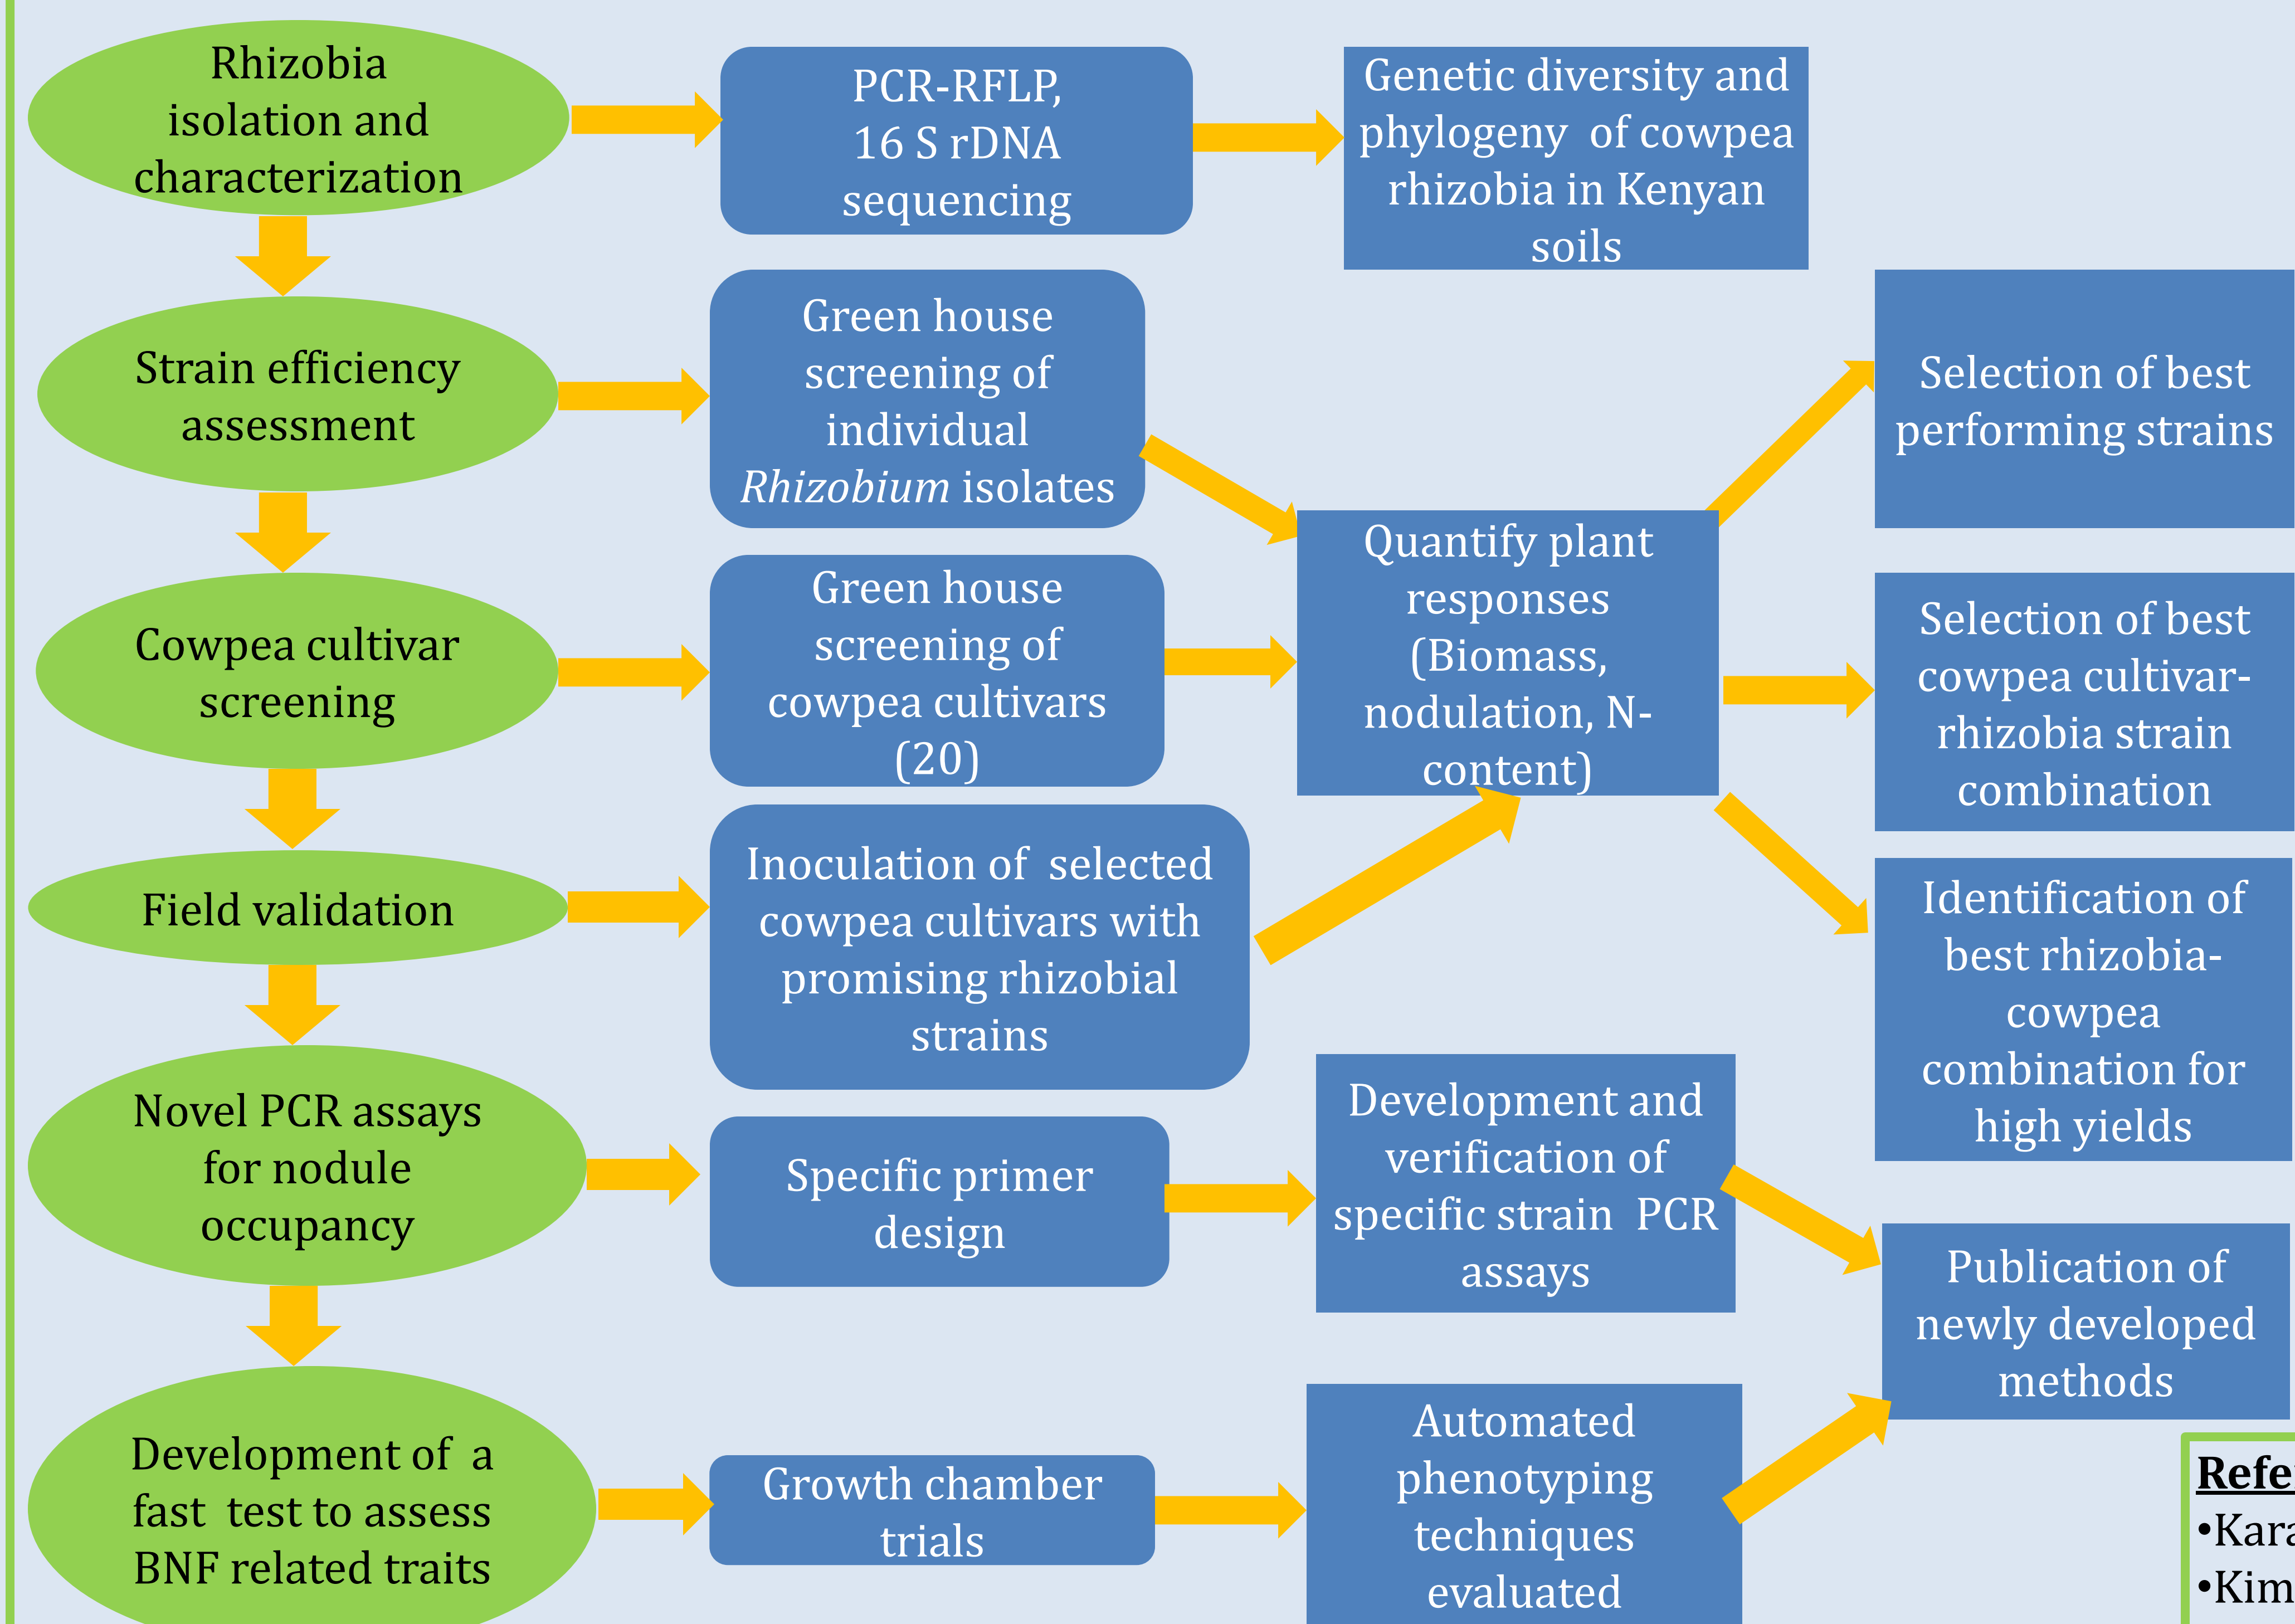 Rhizobia
isolation and
characterization
PCR-RFLP,
16 S rDNA
sequencing
Genetic diversity and
phylogeny of cowpea
rhizobia in Kenyan
soils
Strain efficiency
assessment
Green house
screening of
individual
Rhizobium isolates
Cowpea cultivar
screening
Green house
screening of
cowpea cultivars
(20)
Quantify plant
responses
(Biomass,
nodulation, N-
content)
Selection of best
performing strains
Selection of best
cowpea cultivar-
rhizobia strain
combination
Field validation
Inoculation of selected
cowpea cultivars with
promising rhizobial
strains
Identification of
best rhizobia-
cowpea
combination for
high yields
Novel PCR assays
for nodule
occupancy
Specific primer
design
Development and
verification of
specific strain PCR
assays
Publication of
newly developed
methods
Development of a
fast test to assess
BNF related traits
Growth chamber
trials
Automated
phenotyping
techniques
evaluated